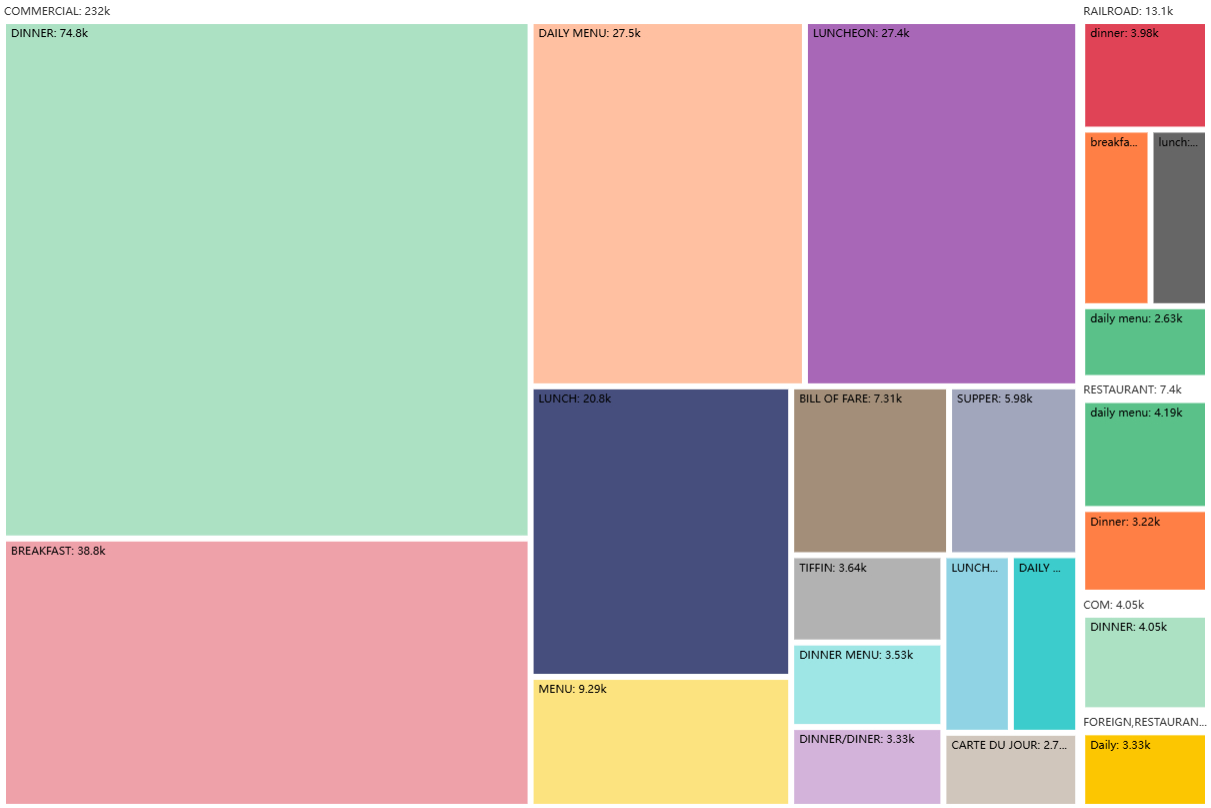 COMMERCIAL: 232k
DINNER: 74.8k
BREAKFAST: 38.8k
DAILY MENU: 27.5k
LUNCHEON: 27.4k
LUNCH: 20.8k
MENU: 9.29k
BILL OF FARE: 7.31k
SUPPER: 5.98k
TIFFIN: 3.64k
DINNER MENU: 3.53k
DINNER/DINER: 3.33k
LUNCH...
DAILY ...
CARTE DU JOUR: 2.7...
RAILROAD: 13.1k
dinner: 3.98k
breakfa...
lunch:...
daily menu: 2.63k
RESTAURANT: 7.4k
daily menu: 4.19k
Dinner: 3.22k
COM: 4.05k
DINNER: 4.05k
FOREIGN,RESTAURAN...
Daily: 3.33k